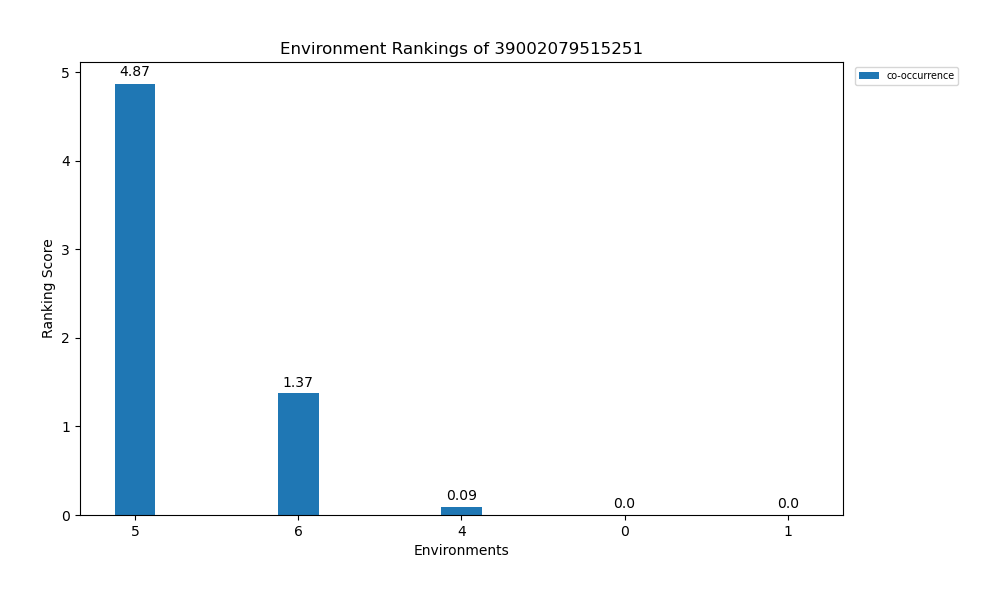 Environment Rankings of 39002079515251
co-occurrence
Ranking Score
5
4
3
2
1
0
4.87
1.37
0.09
0.0
0.0
5 6 4 0 1
Environments